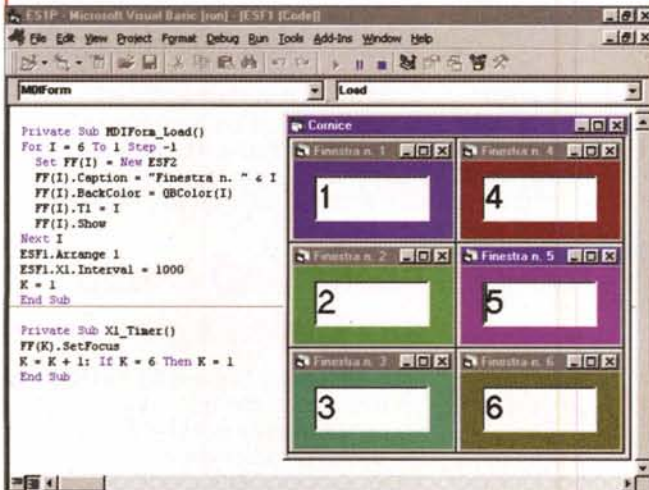 ES1P - Microsoft Visual Basic [run] - [ESF1 (Code)]
File Edit View Project Format Debug Run Tools Add-Ins Window Help
MDIForm
Load
Private Sub MDIForm_Load()
For I = 6 To 1 Step -1
Set FF(I) = New ESF2
FF(I).Caption = "Finestra n. " & I
FF(I).BackColor = QBColor(I)
FF(I).T1 = I
FF(I).Show
Next I
ESF1.Arrange 1
ESF1.X1.Interval = 1000
K = 1
End Sub
Private Sub X1_Timer()
FF(K).SetFocus
K = K + 1: If K = 6 Then K = 1
End Sub
Cornice
Finestra n. 1
1
Finestra n. 4
4
Finestra n. 2
2
Finestra n. 5
5
Finestra n. 3
3
Finestra n. 6
6